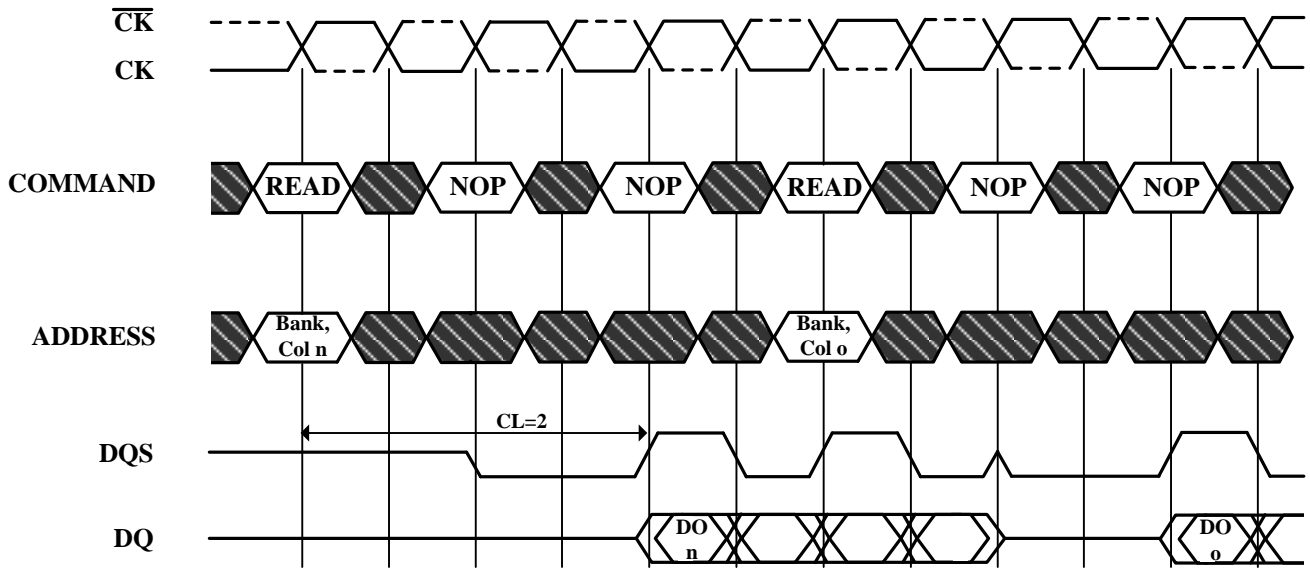 C̅K̅
CK
COMMAND
READ NOP NOP READ NOP NOP
ADDRESS
Bank,
Col n
Bank,
Col o
CL=2
DQS
DQ
DO
n
DO
o